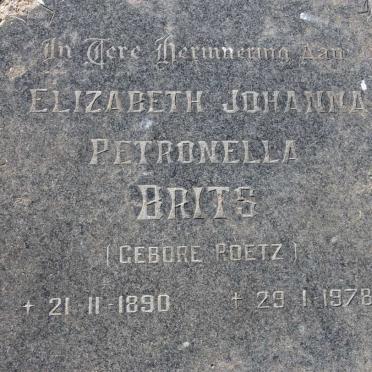 In Tere Herinnering Aan
ELIZABETH JOHANNA
PETRONELLA
BRITS
(GEBORE POETZ)
+ 21·11·1890 + 29·1·1978